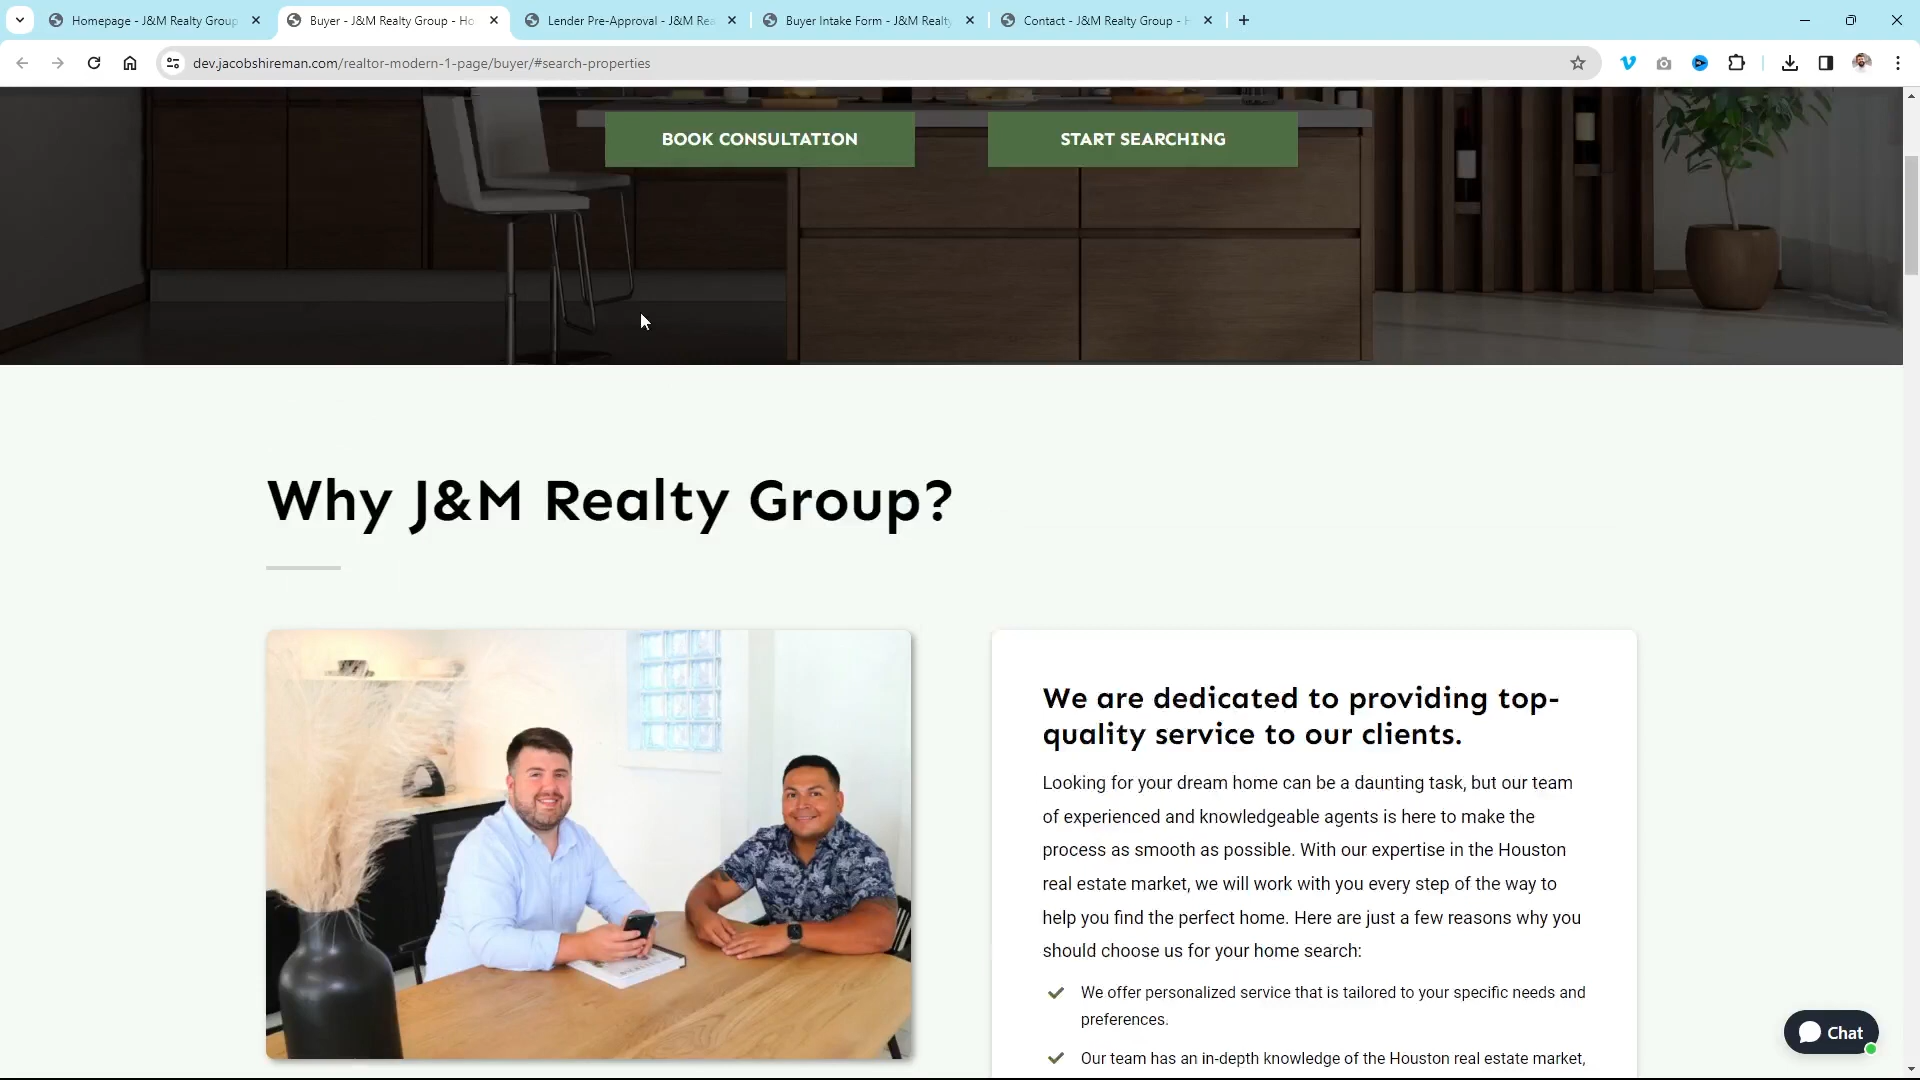 Homepage - J&M Realty Group
Buyer - J&M Realty Group - Ho
Lender Pre-Approval - J&M Rea
Buyer Intake Form - J&M Realty
Contact - J&M Realty Group - H
dev.jacobshireman.com/realtor-modern-1-page/buyer/#search-properties
BOOK CONSULTATION
START SEARCHING
Why J&M Realty Group?
We are dedicated to providing top-
quality service to our clients.
Looking for your dream home can be a daunting task, but our team
of experienced and knowledgeable agents is here to make the
process as smooth as possible. With our expertise in the Houston
real estate market, we will work with you every step of the way to
help you find the perfect home. Here are just a few reasons why you
should choose us for your home search:
We offer personalized service that is tailored to your specific needs and
preferences.
Our team has an in-depth knowledge of the Houston real estate market,
Chat